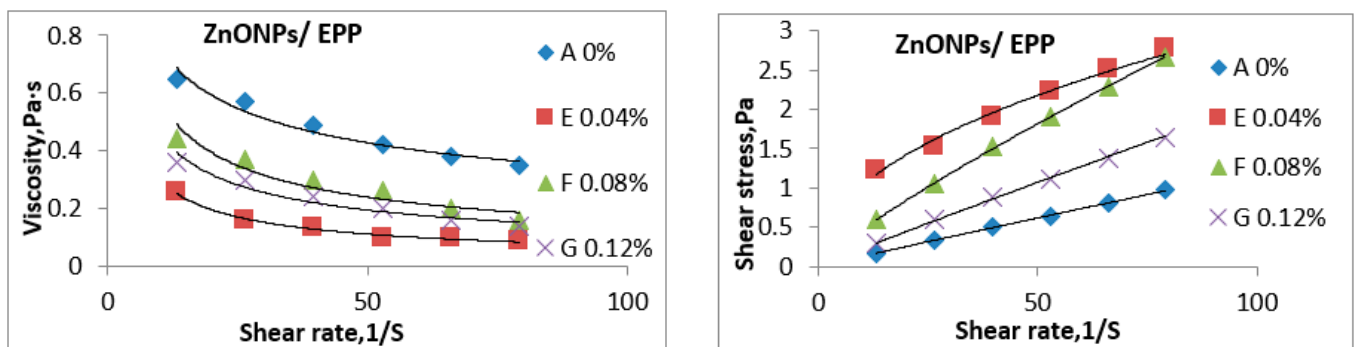 ZnONPs/ EPP
Viscosity,Pa·s
0.8
0.6
0.4
0.2
0
0
50
100
Shear rate,1/S
A 0%
E 0.04%
F 0.08%
G 0.12%
ZnONPs/ EPP
Shear stress,Pa
3
2.5
2
1.5
1
0.5
0
0
50
100
Shear rate,1/S
A 0%
E 0.04%
F 0.08%
G 0.12%